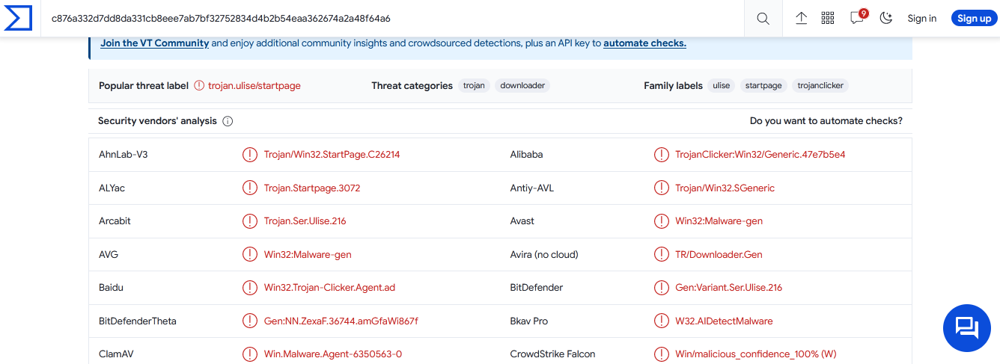 c876a332d7dd8da331cb8eee7ab7bf32752834d4b2b54eaa362674a2a48f64a6
9
Sign in
Sign up
Join the VT Community and enjoy additional community insights and crowdsourced detections, plus an API key to automate checks.
Popular threat label trojan.ulise/startpage Threat categories trojan downloader Family labels ulise startpage trojanclicker
Security vendors' analysis Do you want to automate checks?
AhnLab-V3 Trojan/Win32.StartPage.C26214 Alibaba TrojanClicker:Win32/Generic.47e7b5e4
ALYac Trojan.Startpage.3072 Antiy-AVL Trojan/Win32.SGeneric
Arcabit Trojan.Ser.Ulise.216 Avast Win32:Malware-gen
AVG Win32:Malware-gen Avira (no cloud) TR/Downloader.Gen
Baidu Win32.Trojan-Clicker.Agent.ad BitDefender Gen:Variant.Ser.Ulise.216
BitDefenderTheta Gen:NN.ZexaF.36744.amGfaWi867f Bkav Pro W32.AIDetectMalware
ClamAV Win.Malware.Agent-6350563-0 CrowdStrike Falcon Win/malicious_confidence_100% (W)